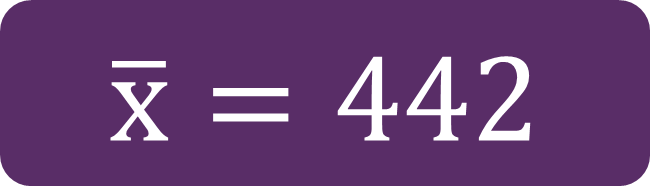 x̅ = 442